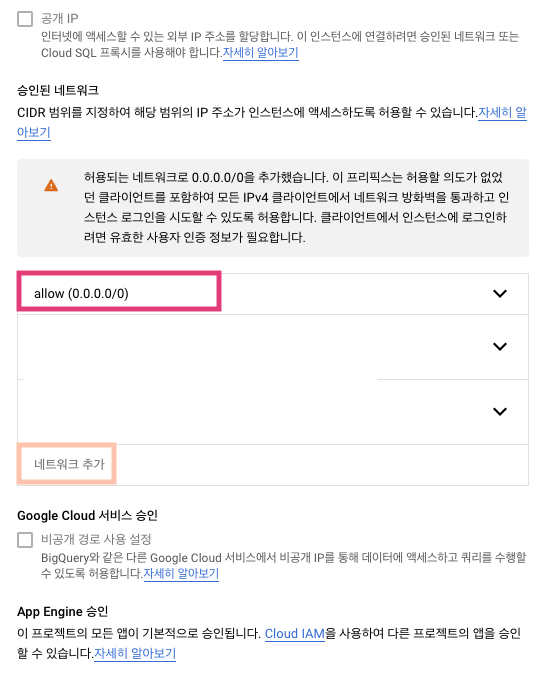 공개 IP
인터넷에 액세스할 수 있는 외부 IP 주소를 할당합니다. 이 인스턴스에 연결하려면 승인된 네트워크 또는
Cloud SQL 프록시를 사용해야 합니다.자세히 알아보기
승인된 네트워크
CIDR 범위를 지정하여 해당 범위의 IP 주소가 인스턴스에 액세스하도록 허용할 수 있습니다.자세히 알
아보기
허용되는 네트워크로 0.0.0.0/0을 추가했습니다. 이 프리픽스는 허용할 의도가 없었
던 클라이언트를 포함하여 모든 IPv4 클라이언트에서 네트워크 방화벽을 통과하고 인
스턴스 로그인을 시도할 수 있도록 허용합니다. 클라이언트에서 인스턴스에 로그인하
려면 유효한 사용자 인증 정보가 필요합니다.
allow (0.0.0.0/0)
네트워크 추가
Google Cloud 서비스 승인
비공개 경로 사용 설정
BigQuery와 같은 다른 Google Cloud 서비스에서 비공개 IP를 통해 데이터에 액세스하고 쿼리를 수행할
수 있도록 허용합니다.자세히 알아보기
App Engine 승인
이 프로젝트의 모든 앱이 기본적으로 승인됩니다. Cloud IAM을 사용하여 다른 프로젝트의 앱을 승인
할 수 있습니다.자세히 알아보기